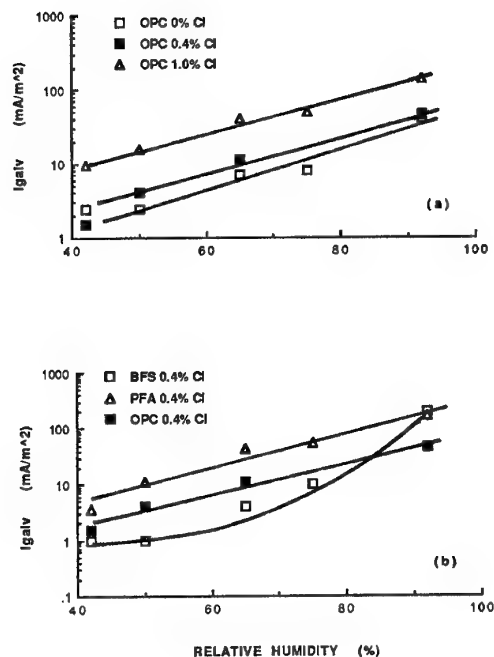 1000
□ OPC 0% Cl
■ OPC 0.4% Cl
△ OPC 1.0% Cl
100
10
1
Igalv (mA/m^2)
(a)
40 60 80 100
1000
□ BFS 0.4% Cl
△ PFA 0.4% Cl
■ OPC 0.4% Cl
100
10
1
.1
Igalv (mA/m^2)
(b)
40 60 80 100
RELATIVE HUMIDITY (%)